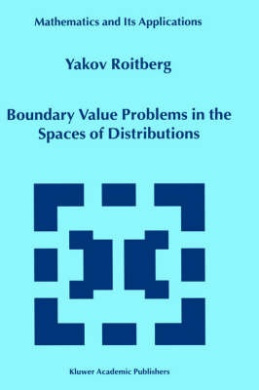 Mathematics and Its Applications
Yakov Roitberg
Boundary Value Problems in the
Spaces of Distributions
Kluwer Academic Publishers